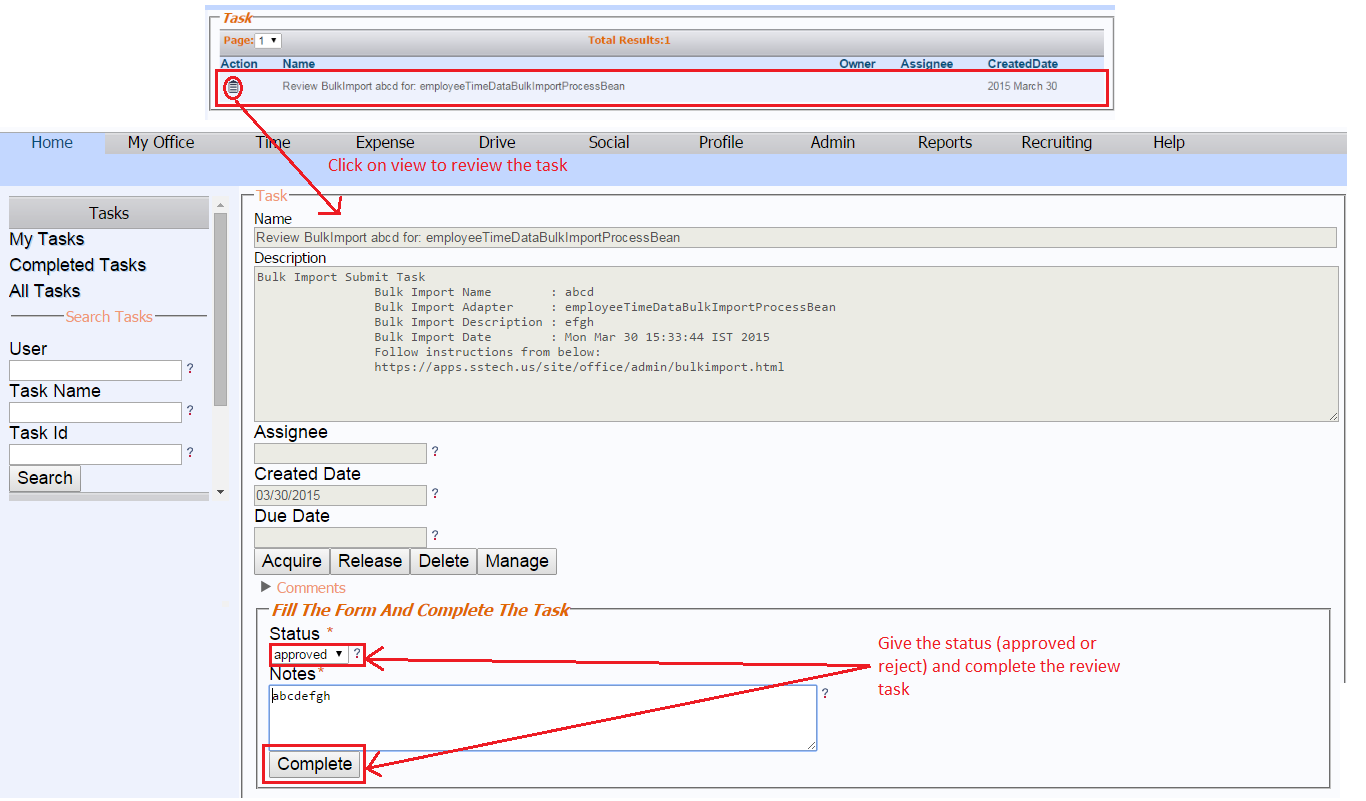 Task
Page: 1 Total Results:1
Action Name Owner Assignee CreatedDate
Review BulkImport abcd for: employeeTimeDataBulkImportProcessBean 2015 March 30
Home My Office Time Expense Drive Social Profile Admin Reports Recruiting Help
Click on view to review the task
Tasks
My Tasks
Completed Tasks
All Tasks
Search Tasks
User
?
Task Name
?
Task Id
?
Search
Task
Name
Review BulkImport abcd for: employeeTimeDataBulkImportProcessBean
Description
Bulk Import Submit Task
Bulk Import Name : abcd
Bulk Import Adapter : employeeTimeDataBulkImportProcessBean
Bulk Import Description : efgh
Bulk Import Date : Mon Mar 30 15:33:44 IST 2015
Follow instructions from below:
https://apps.sstech.us/site/office/admin/bulkimport.html
Assignee
?
Created Date
03/30/2015 ?
Due Date
?
Acquire Release Delete Manage
Comments
Fill The Form And Complete The Task
Status *
approved ?
Notes *
abcdefgh ?
Complete
Give the status (approved or
reject) and complete the review
task